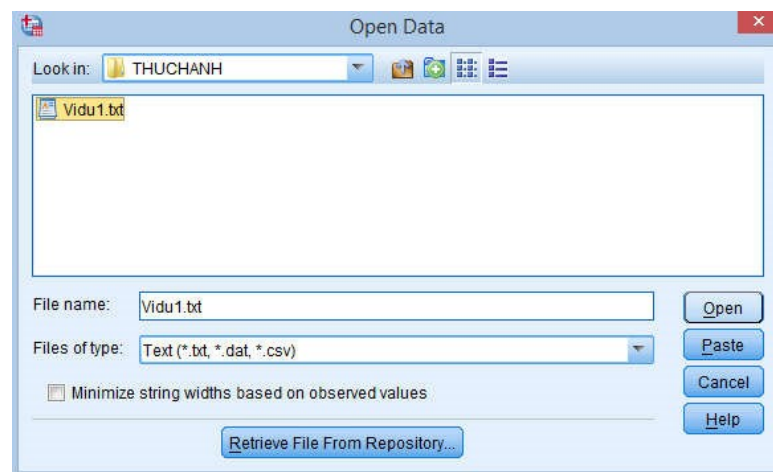 Open Data
Look in: THUCHANH
Vidu1.txt
File name: Vidu1.txt
Open
Files of type: Text (*.txt, *.dat, *.csv)
Paste
Minimize string widths based on observed values
Cancel
Help
Retrieve File From Repository...